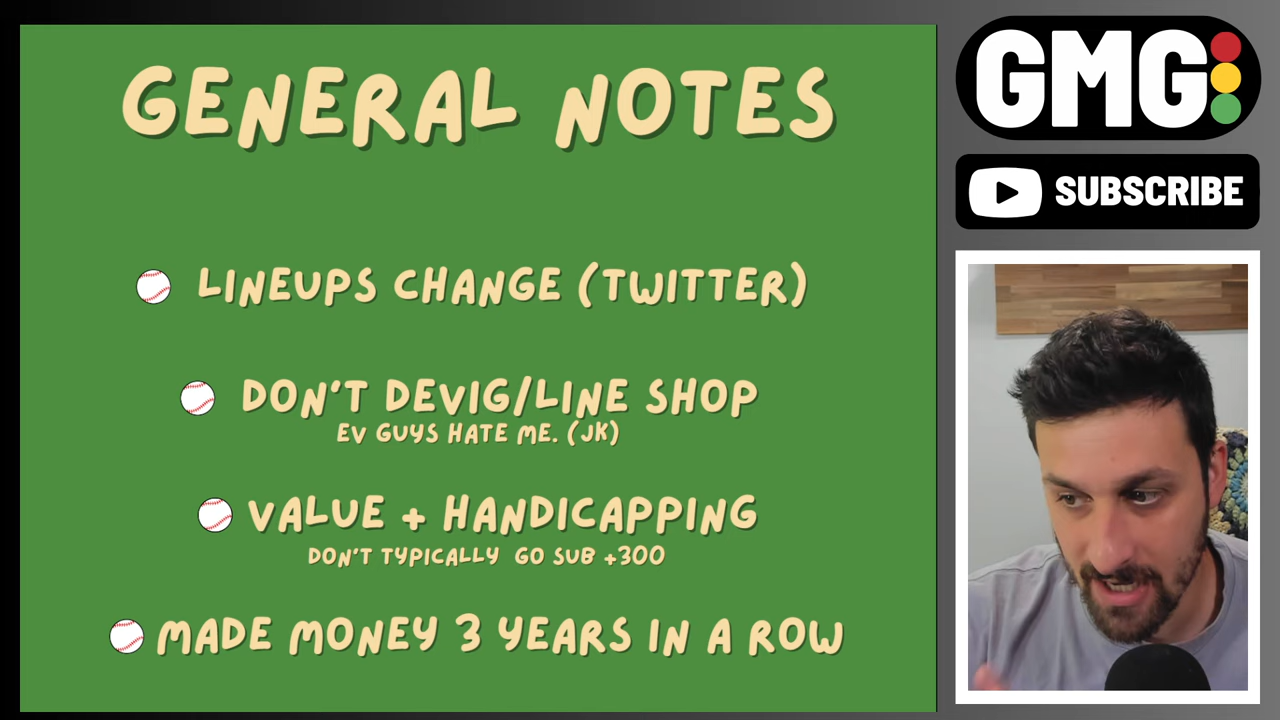 GENERAL NOTES
LINEUPS CHANGE (TWITTER)
DON'T DEVIG/LINE SHOP
EV GUYS HATE ME. (JK)
VALUE + HANDICAPPING
DON'T TYPICALLY GO SUB +300
MADE MONEY 3 YEARS IN A ROW
GMG
SUBSCRIBE